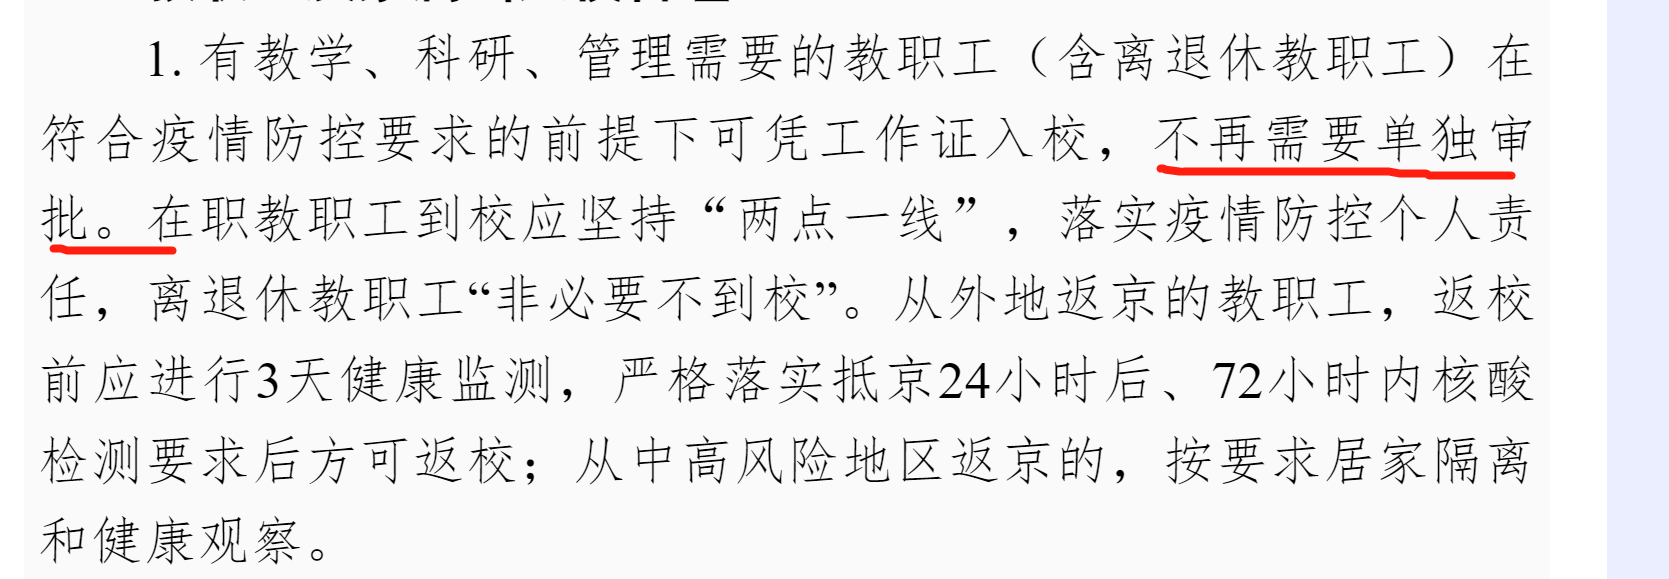 1. 有教学、科研、管理需要的教职工（含离退休教职工）在
符合疫情防控要求的前提下可凭工作证入校，不再需要单独审
批。在职教职工到校应坚持“两点一线”，落实疫情防控个人责
任，离退休教职工“非必要不到校”。从外地返京的教职工，返校
前应进行3天健康监测，严格落实抵京24小时后、72小时内核酸
检测要求后方可返校；从中高风险地区返京的，按要求居家隔离
和健康观察。